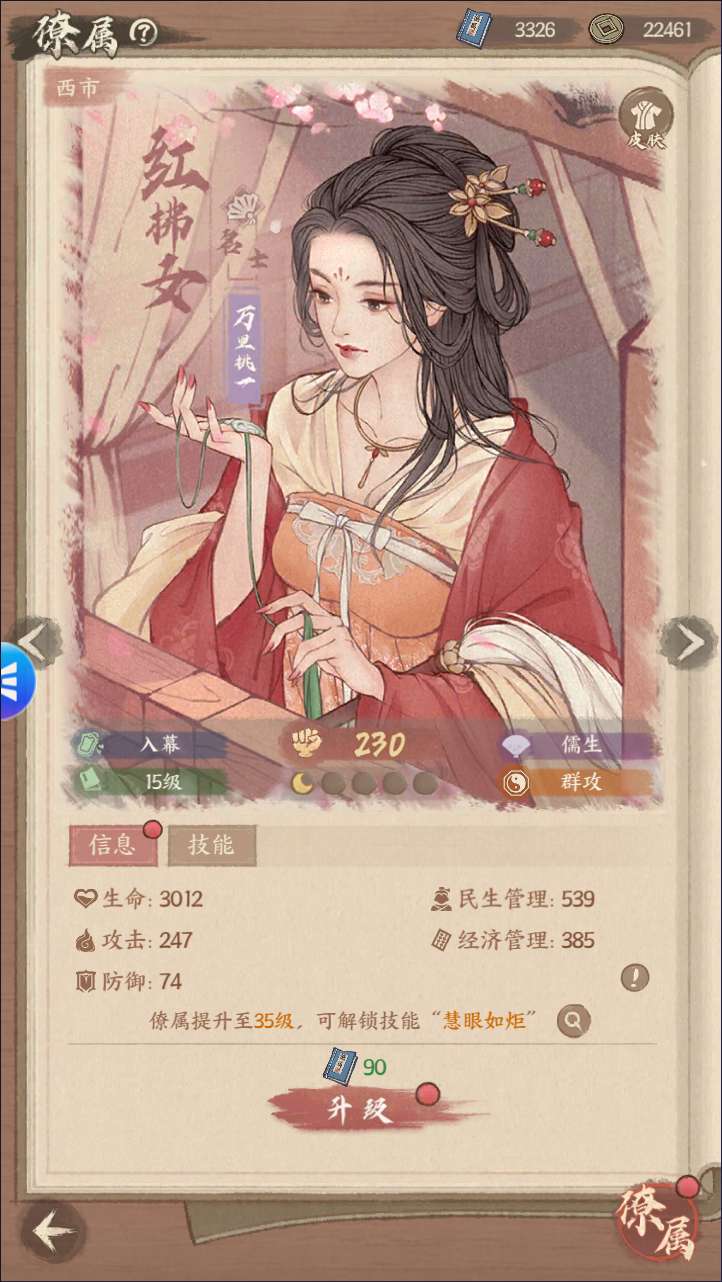 僚属 ?
3326
22461
西市
皮肤
红拂女
名士
万里挑一
入幕
230
儒生
15级
群攻
信息
技能
生命: 3012
民生管理: 539
攻击: 247
经济管理: 385
防御: 74
!
僚属提升至35级，可解锁技能“慧眼如炬”
90
升级
僚属